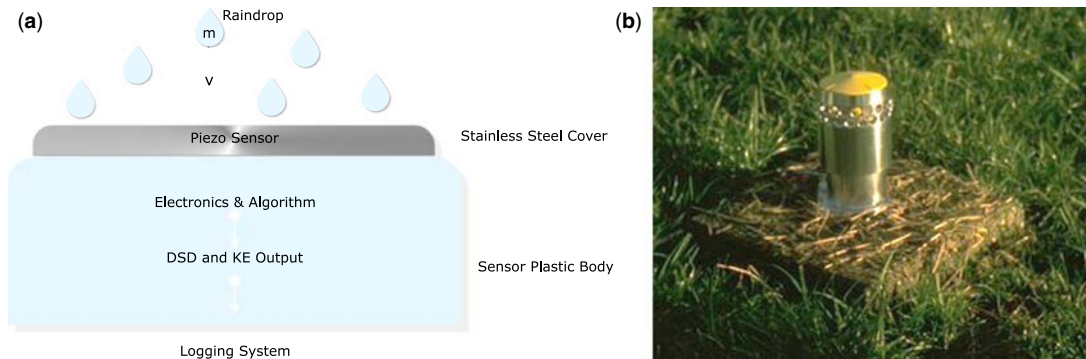 (a)
Raindrop
m
v
Piezo Sensor
Stainless Steel Cover
Electronics & Algorithm
DSD and KE Output
Sensor Plastic Body
Logging System
(b)